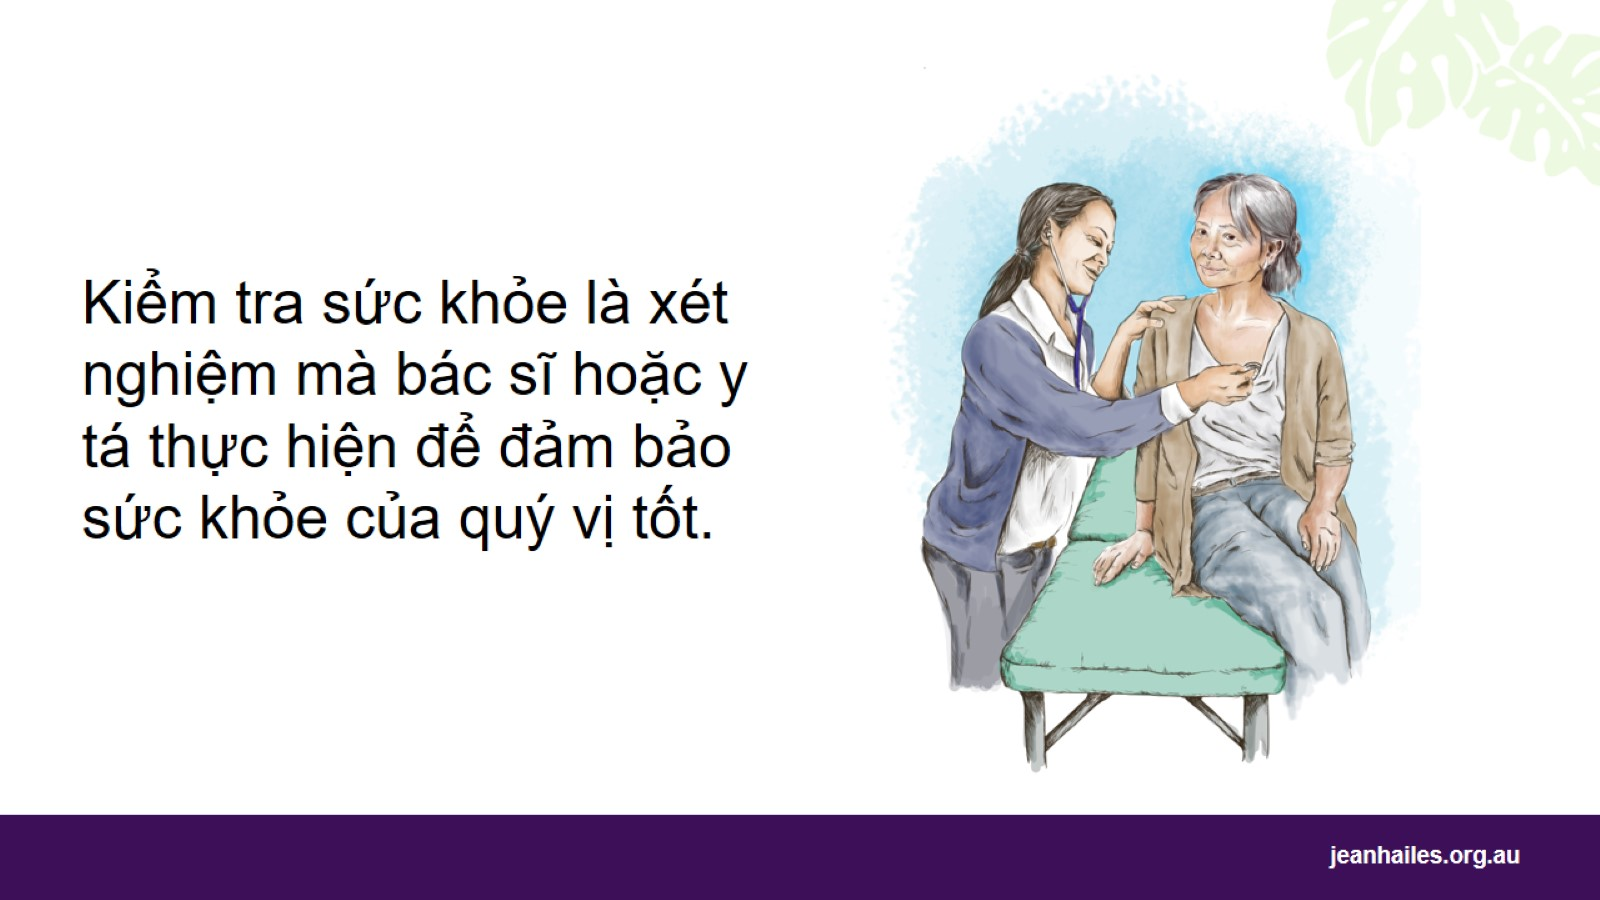 Kiểm tra sức khỏe là xét
nghiệm mà bác sĩ hoặc y
tá thực hiện để đảm bảo
sức khỏe của quý vị tốt.
jeanhailes.org.au